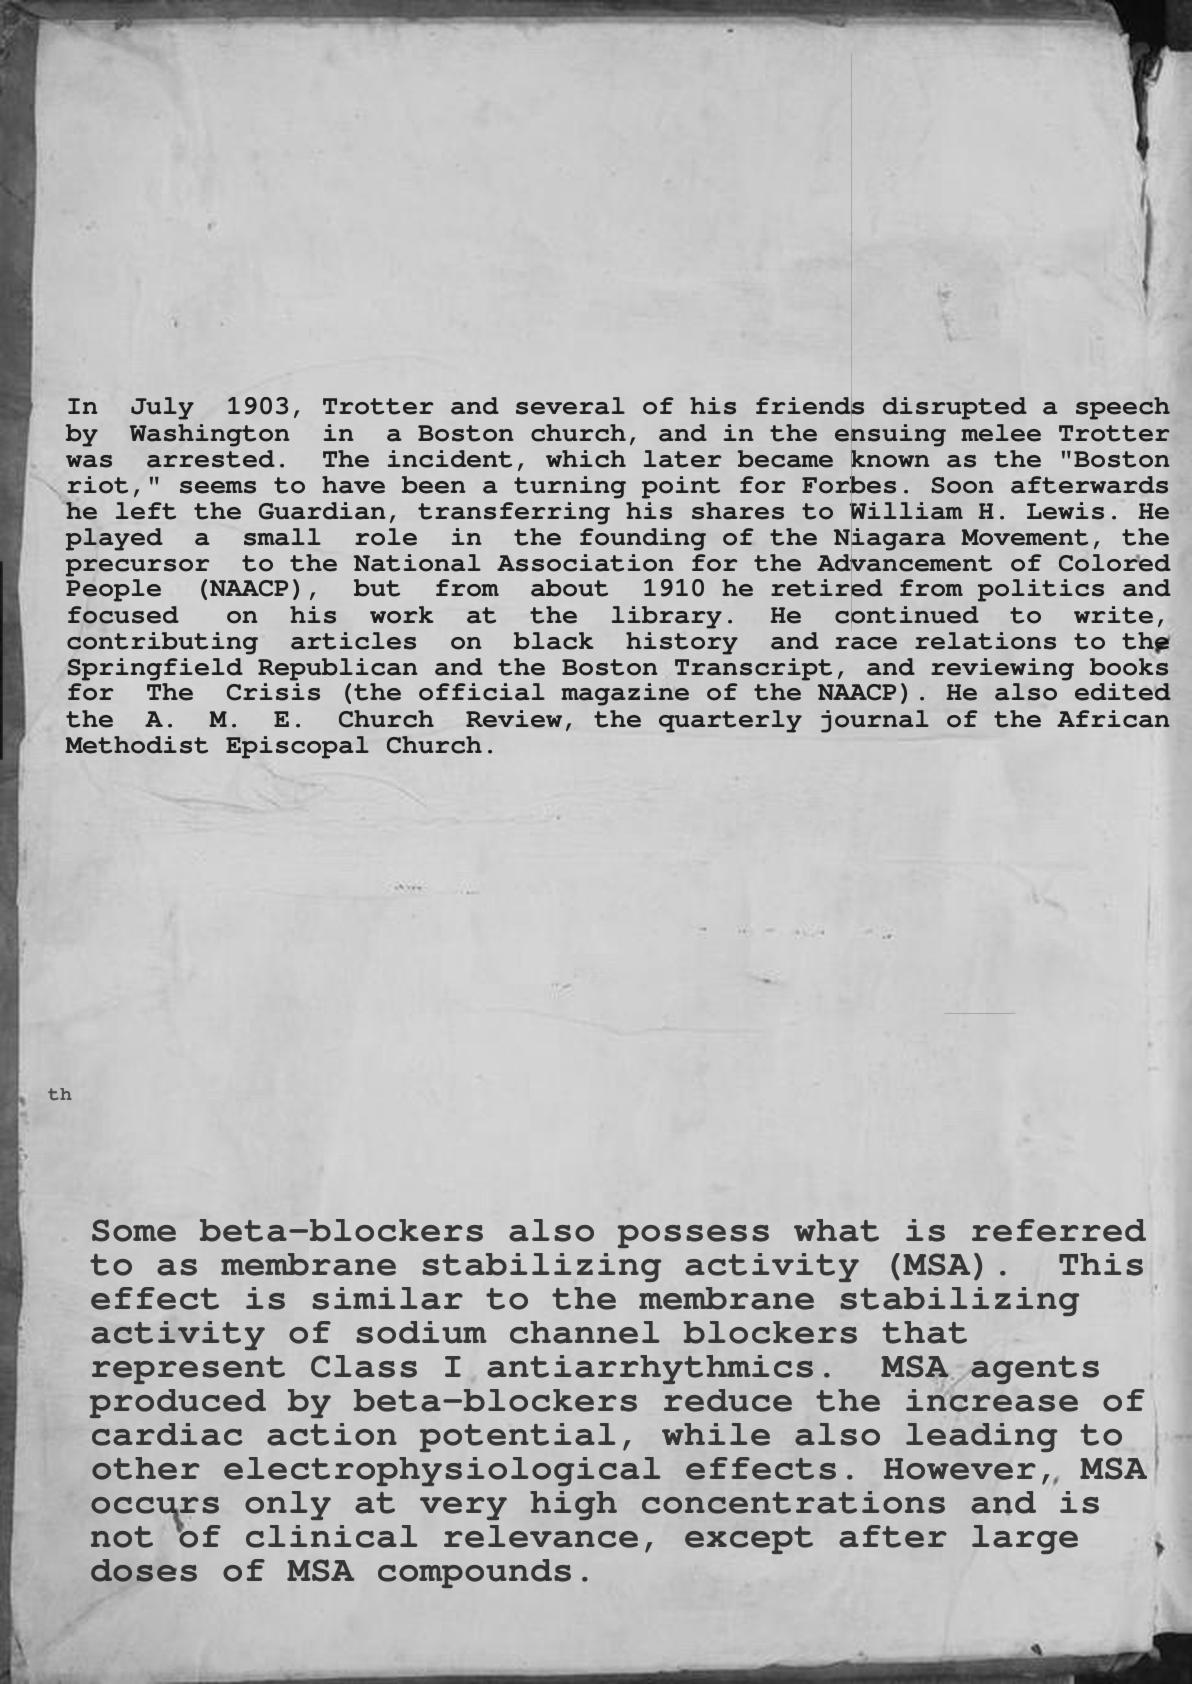 In July 1903, Trotter and several of his friends disrupted a speech
by Washington in a Boston church, and in the ensuing melee Trotter
was arrested. The incident, which later became known as the "Boston
riot," seems to have been a turning point for Forbes. Soon afterwards
he left the Guardian, transferring his shares to William H. Lewis. He
played a small role in the founding of the Niagara Movement, the
precursor to the National Association for the Advancement of Colored
People (NAACP), but from about 1910 he retired from politics and
focused on his work at the library. He continued to write,
contributing articles on black history and race relations to the
Springfield Republican and the Boston Transcript, and reviewing books
for The Crisis (the official magazine of the NAACP). He also edited
the A. M. E. Church Review, the quarterly journal of the African
Methodist Episcopal Church.
th
Some beta-blockers also possess what is referred
to as membrane stabilizing activity (MSA). This
effect is similar to the membrane stabilizing
activity of sodium channel blockers that
represent Class I antiarrhythmics. MSA agents
produced by beta-blockers reduce the increase of
cardiac action potential, while also leading to
other electrophysiological effects. However, MSA
occurs only at very high concentrations and is
not of clinical relevance, except after large
doses of MSA compounds.